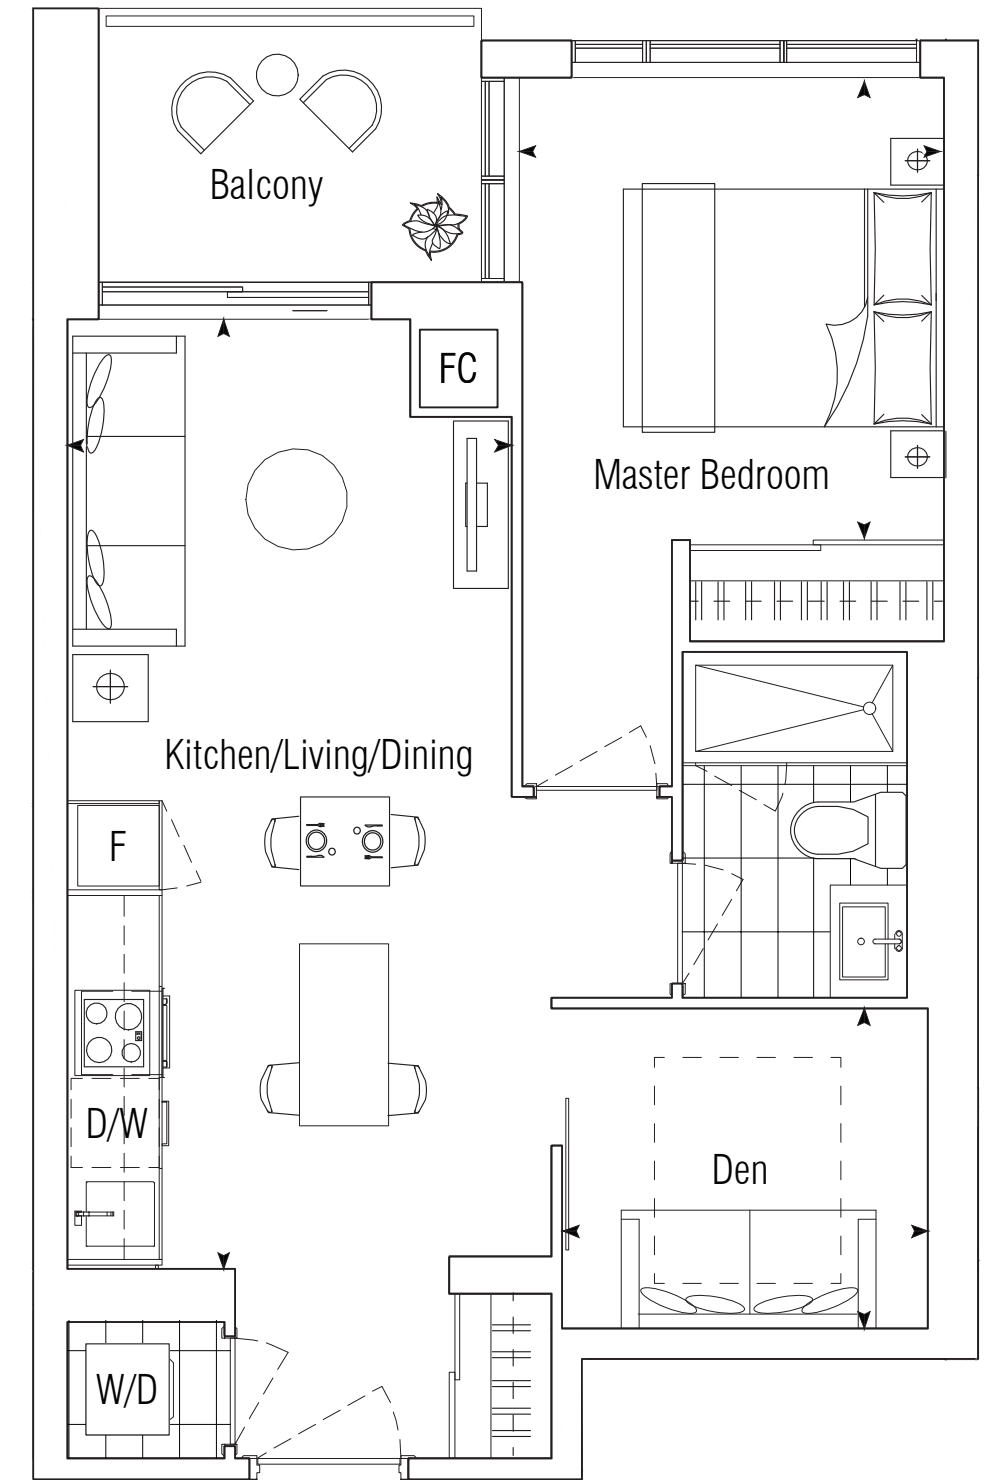 Balcony
FC
Master Bedroom
Kitchen/Living/Dining
F
D/W
Den
W/D